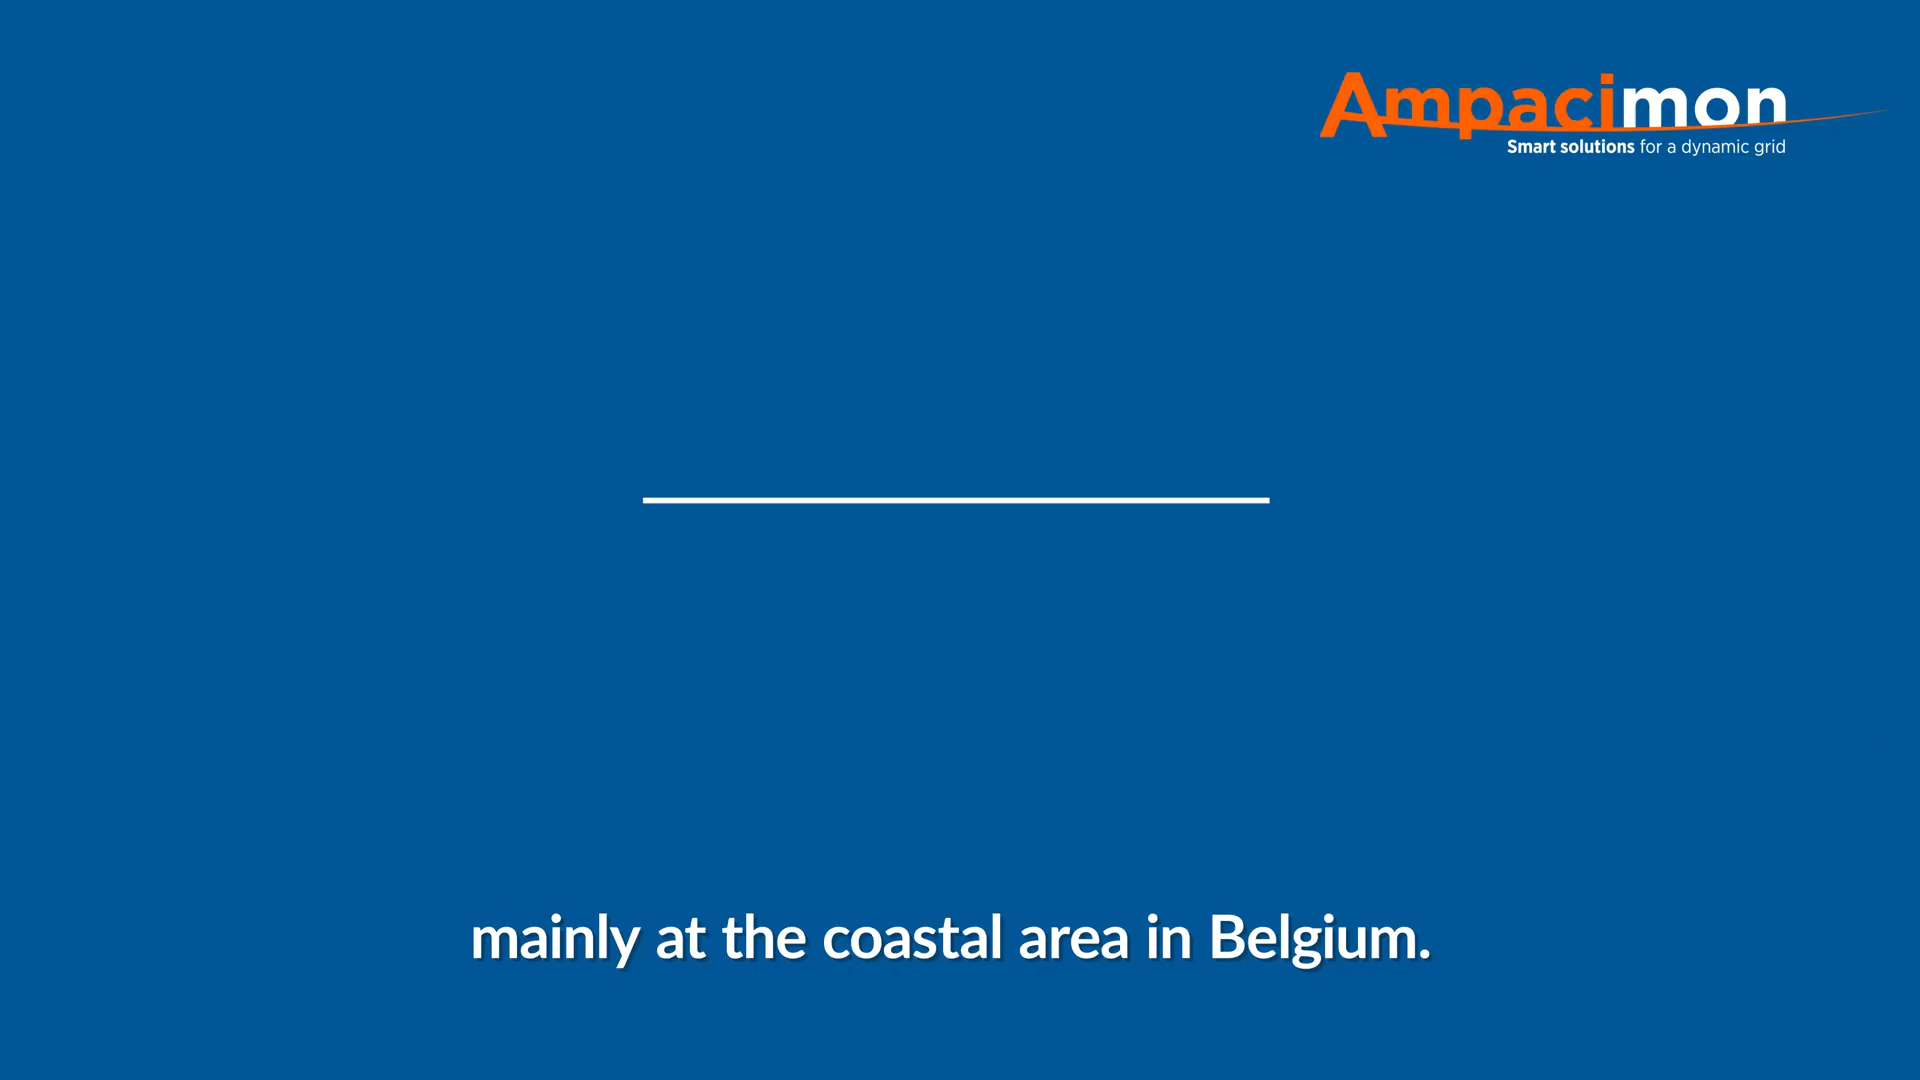 Ampacimon
Smart solutions for a dynamic grid
mainly at the coastal area in Belgium.